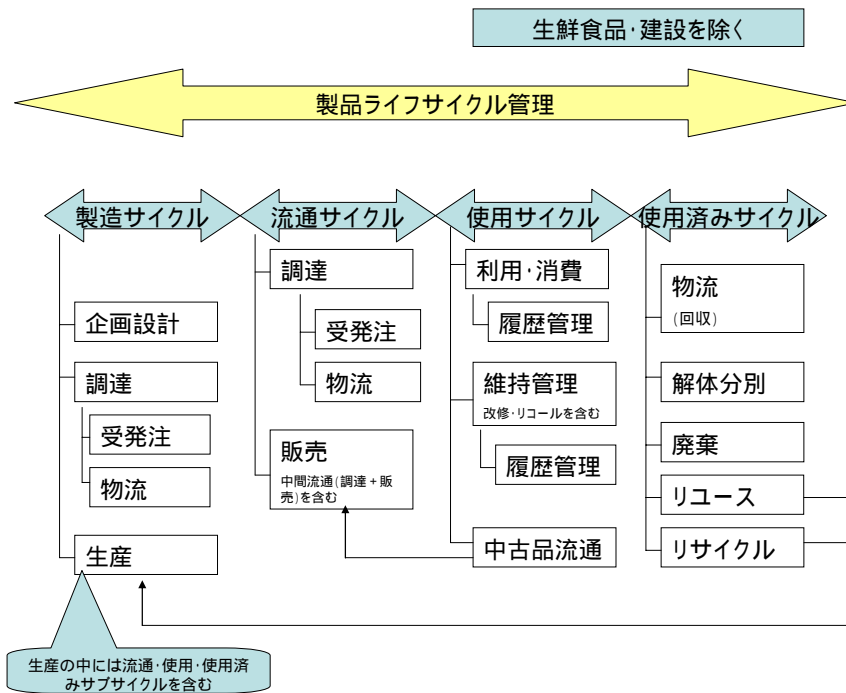 生鮮食品・建設を除く
製品ライフサイクル管理
製造サイクル
流通サイクル
使用サイクル
使用済みサイクル
企画設計
調達
受発注
物流
生産
生産の中には流通・使用・使用済
みサブサイクルを含む
調達
受発注
物流
販売
中間流通(調達+販
売)を含む
利用・消費
履歴管理
維持管理
改修・リコールを含む
履歴管理
中古品流通
物流
(回収)
解体分別
廃棄
リユース
リサイクル